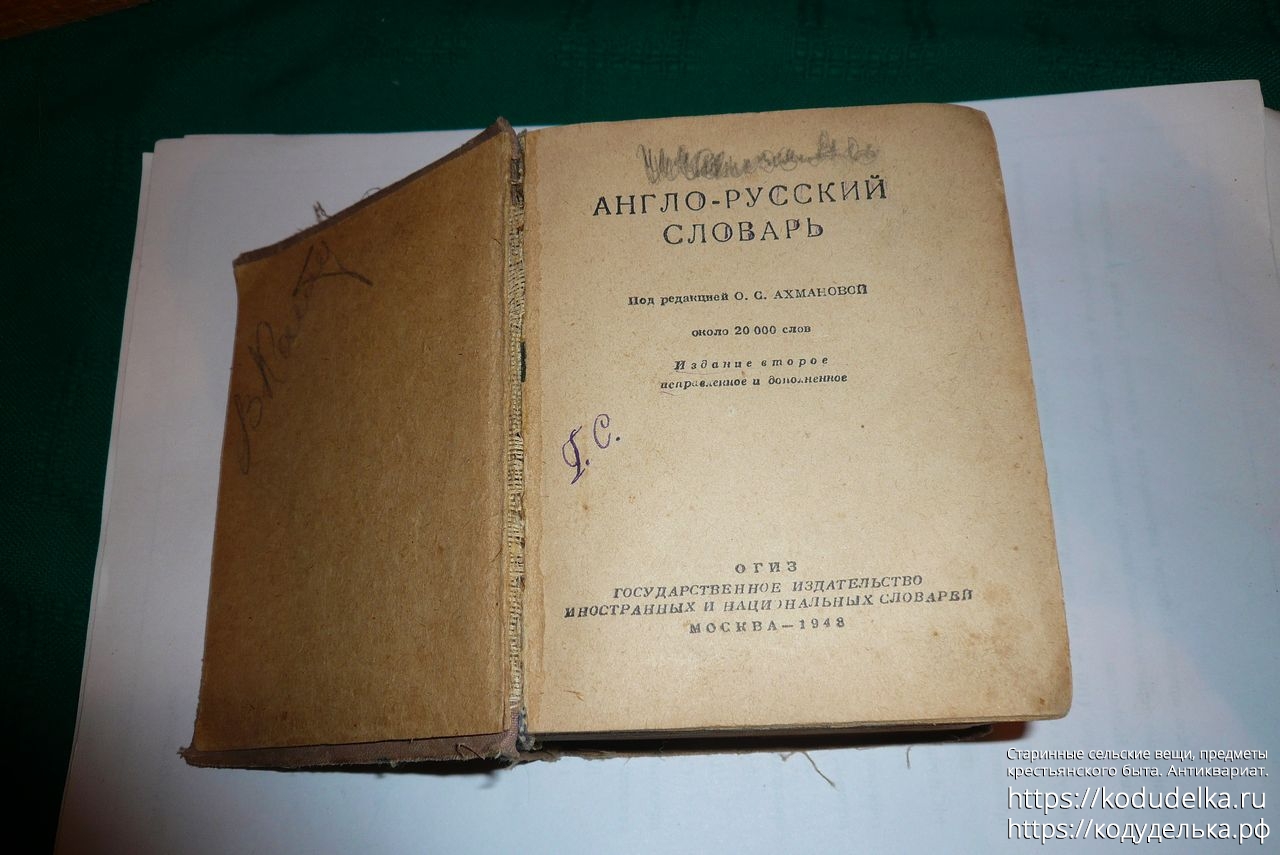 АНГЛО-РУССКИЙ
СЛОВАРЬ
Под редакцией О. С. АХМАНОВОЙ
около 20 000 слов
Издание второе
исправленное и дополненное
Г. С.
ОГИЗ
ГОСУДАРСТВЕННОЕ ИЗДАТЕЛЬСТВО
ИНОСТРАННЫХ И НАЦИОНАЛЬНЫХ СЛОВАРЕЙ
МОСКВА—1948
Старинные сельские вещи, предметы
крестьянского быта. Антиквариат.
https://kodudelka.ru
https://кодуделька.рф